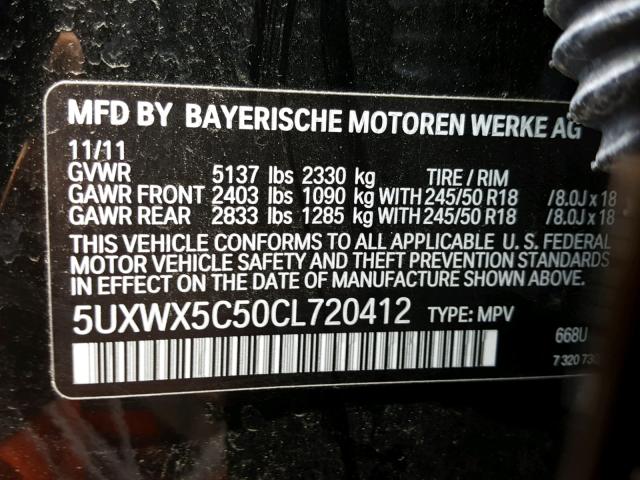 MFD BY BAYERISCHE MOTOREN WERKE AG
11/11
GVWR 5137 lbs 2330 kg TIRE / RIM
GAWR FRONT 2403 lbs 1090 kg WITH 245/50 R18 /8.0J x 18
GAWR REAR 2833 lbs 1285 kg WITH 245/50 R18 /8.0J x 18
THIS VEHICLE CONFORMS TO ALL APPLICABLE U. S. FEDERAL
MOTOR VEHICLE SAFETY AND THEFT PREVENTION STANDARDS
IN EFFECT ON THE DATE OF MANUFACTURE SHOWN ABOVE.
5UXWX5C50CL720412 TYPE: MPV
668U
7 320